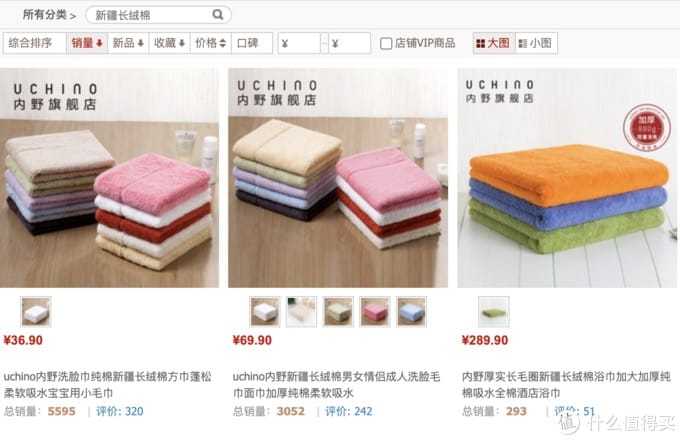 所有分类 >
新疆长绒棉
综合排序
销量
新品
收藏
价格
口碑
¥
-
¥
店铺VIP商品
大图
小图
UCHINO
内野旗舰店
UCHINO
内野旗舰店
UCHINO
内野旗舰店
加厚
800g
¥36.90
¥69.90
¥289.90
uchino内野洗脸巾纯棉新疆长绒棉方巾蓬松
柔软吸水宝宝用小毛巾
总销量: 5595 | 评价: 320
uchino内野新疆长绒棉男女情侣成人洗脸毛
巾面巾加厚纯棉柔软吸水
总销量: 3052 | 评价: 242
内野厚实长毛圈新疆长绒棉浴巾加大加厚纯
棉吸水全棉酒店浴巾
总销量: 293 | 评价: 51
值 什么值得买